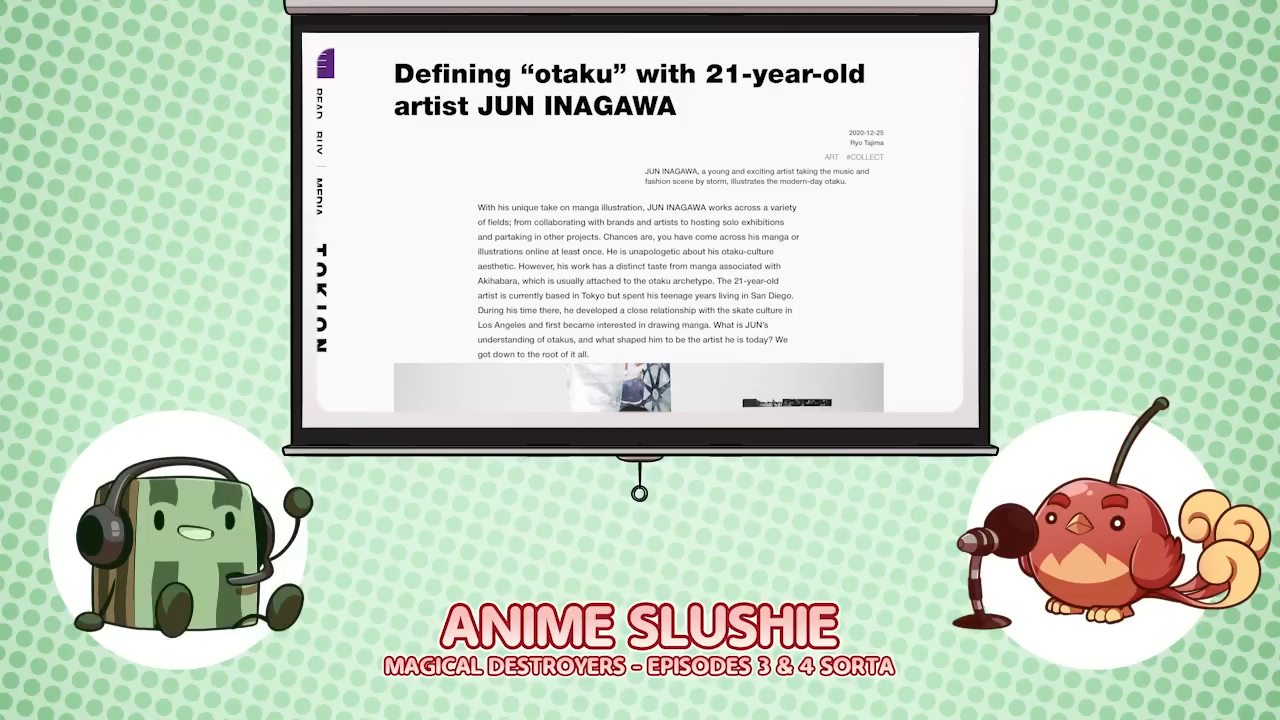 Defining “otaku” with 21-year-old
artist JUN INAGAWA
2020-12-25
Ryo Tajima
ART #COLLECT
JUN INAGAWA, a young and exciting artist taking the music and
fashion scene by storm, illustrates the modern-day otaku.
With his unique take on manga illustration, JUN INAGAWA works across a variety
of fields; from collaborating with brands and artists to hosting solo exhibitions
and partaking in other projects. Chances are, you have come across his manga or
illustrations online at least once. He is unapologetic about his otaku-culture
aesthetic. However, his work has a distinct taste from manga associated with
Akihabara, which is usually attached to the otaku archetype. The 21-year-old
artist is currently based in Tokyo but spent his teenage years living in San Diego.
During his time there, he developed a close relationship with the skate culture in
Los Angeles and first became interested in drawing manga. What is JUN’s
understanding of otakus, and what shaped him to be the artist he is today? We
got down to the root of it all.
READ
BUY
MEDIA
TOKION
ANIME SLUSHIE
MAGICAL DESTROYERS - EPISODES 3 & 4 SORTA